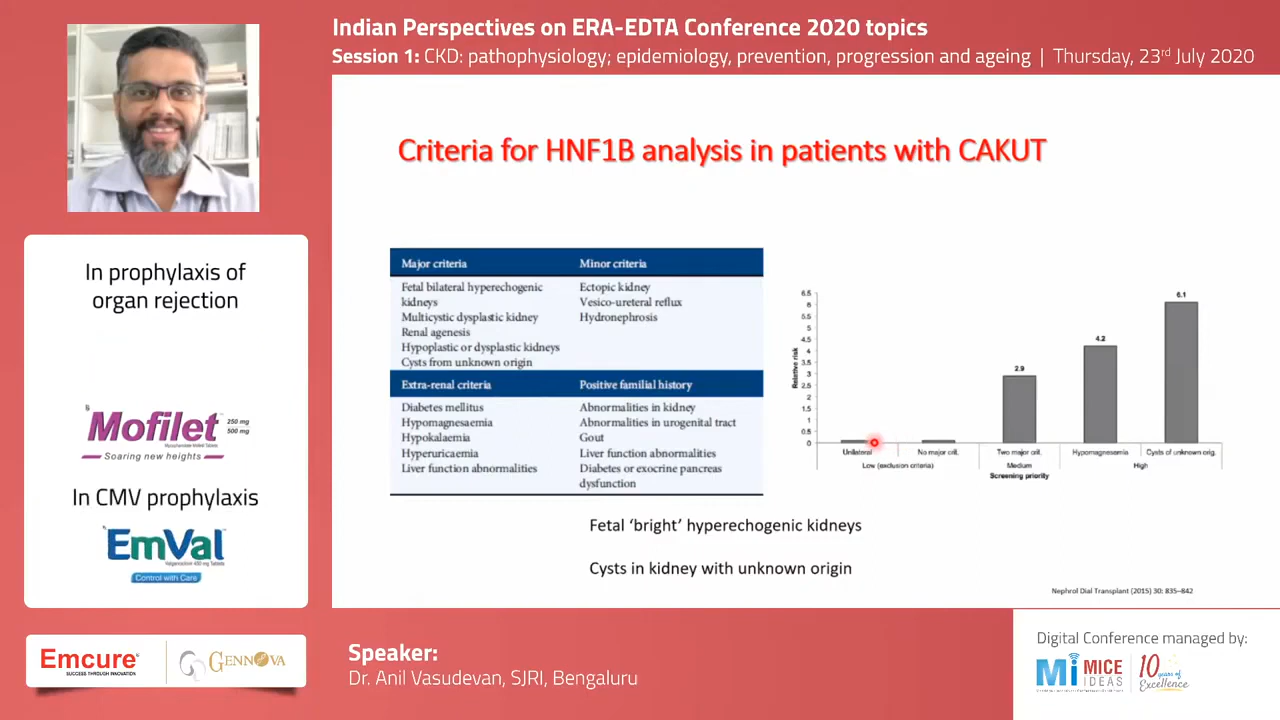 Indian Perspectives on ERA-EDTA Conference 2020 topics
Session 1: CKD: pathophysiology; epidemiology, prevention, progression and ageing | Thursday, 23rd July 2020
Criteria for HNF1B analysis in patients with CAKUT
Major criteria
Minor criteria
Fetal bilateral hyperechogenic
kidneys
Multicystic dysplastic kidney
Renal agenesis
Hypoplastic or dysplastic kidneys
Cysts from unknown origin
Ectopic kidney
Vesico-ureteral reflux
Hydronephrosis
Extra-renal criteria
Positive familial history
Diabetes mellitus
Hypomagnesaemia
Hypokalaemia
Hyperuricaemia
Liver function abnormalities
Abnormalities in kidney
Abnormalities in urogenital tract
Gout
Liver function abnormalities
Diabetes or exocrine pancreas
dysfunction
Relative risk
6.5
6
5.5
5
4.5
4
3.5
3
2.5
2
1.5
1
0.5
0
2.9
4.2
6.1
Unilateral
No major crit.
Two major crit.
Hypomagnesemia
Cysts of unknown orig.
Low (exclusion criteria)
Medium
High
Screening priority
Fetal ‘bright’ hyperechogenic kidneys
Cysts in kidney with unknown origin
Nephrol Dial Transplant (2015) 30: 835–842
In prophylaxis of
organ rejection
Mofilet
250 mg
500 mg
Soaring new heights
In CMV prophylaxis
EmVal
Control with Care
Emcure®
SUCCESS THROUGH INNOVATION
GENNOVA
Speaker:
Dr. Anil Vasudevan, SJRI, Bengaluru
Digital Conference managed by:
Mi MICE
IDEAS
10 years of
Excellence